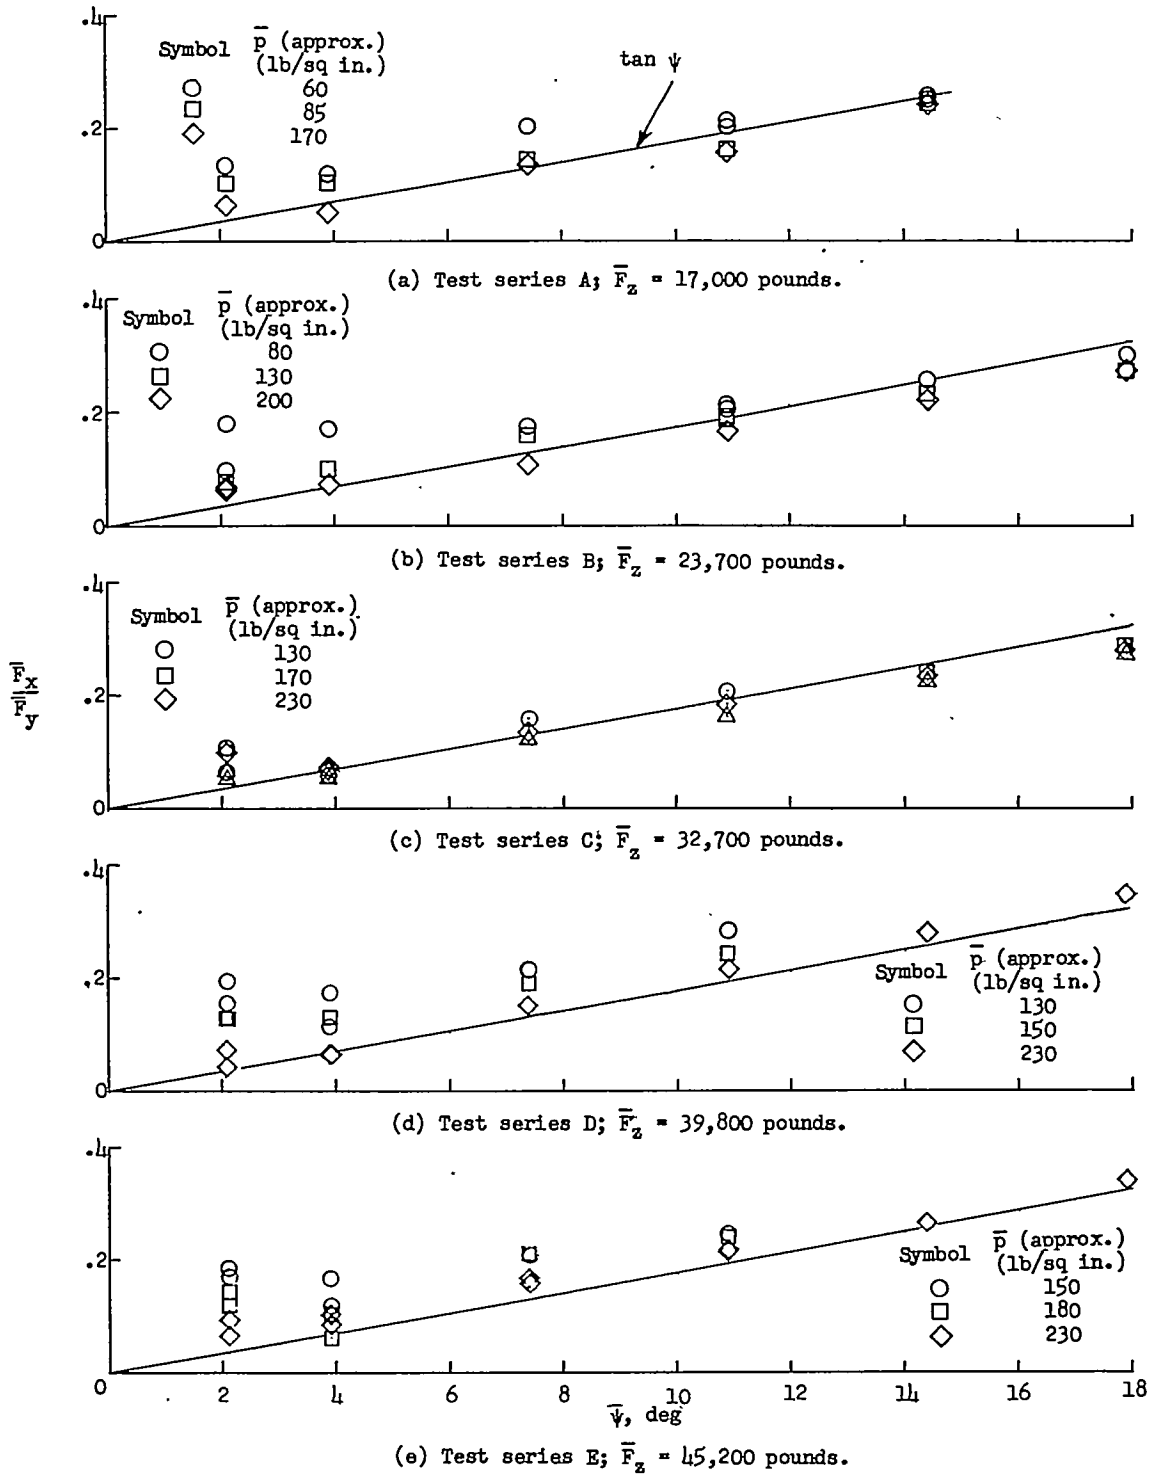 .4
Symbol p̄ (approx.)
(lb/sq in.)
60
85
170
tan ψ
.2
0
(a) Test series A; F̄z = 17,000 pounds.
.4
Symbol p̄ (approx.)
(lb/sq in.)
80
130
200
.2
0
(b) Test series B; F̄z = 23,700 pounds.
.4
Symbol p̄ (approx.)
(lb/sq in.)
130
170
230
F̄x
F̄y
.2
0
(c) Test series C; F̄z = 32,700 pounds.
.4
.2
Symbol p̄ (approx.)
(lb/sq in.)
130
150
230
0
(d) Test series D; F̄z = 39,800 pounds.
.4
.2
Symbol p̄ (approx.)
(lb/sq in.)
150
180
230
0 2 4 6 8 10 12 14 16 18
ψ̄, deg
(e) Test series E; F̄z = 45,200 pounds.